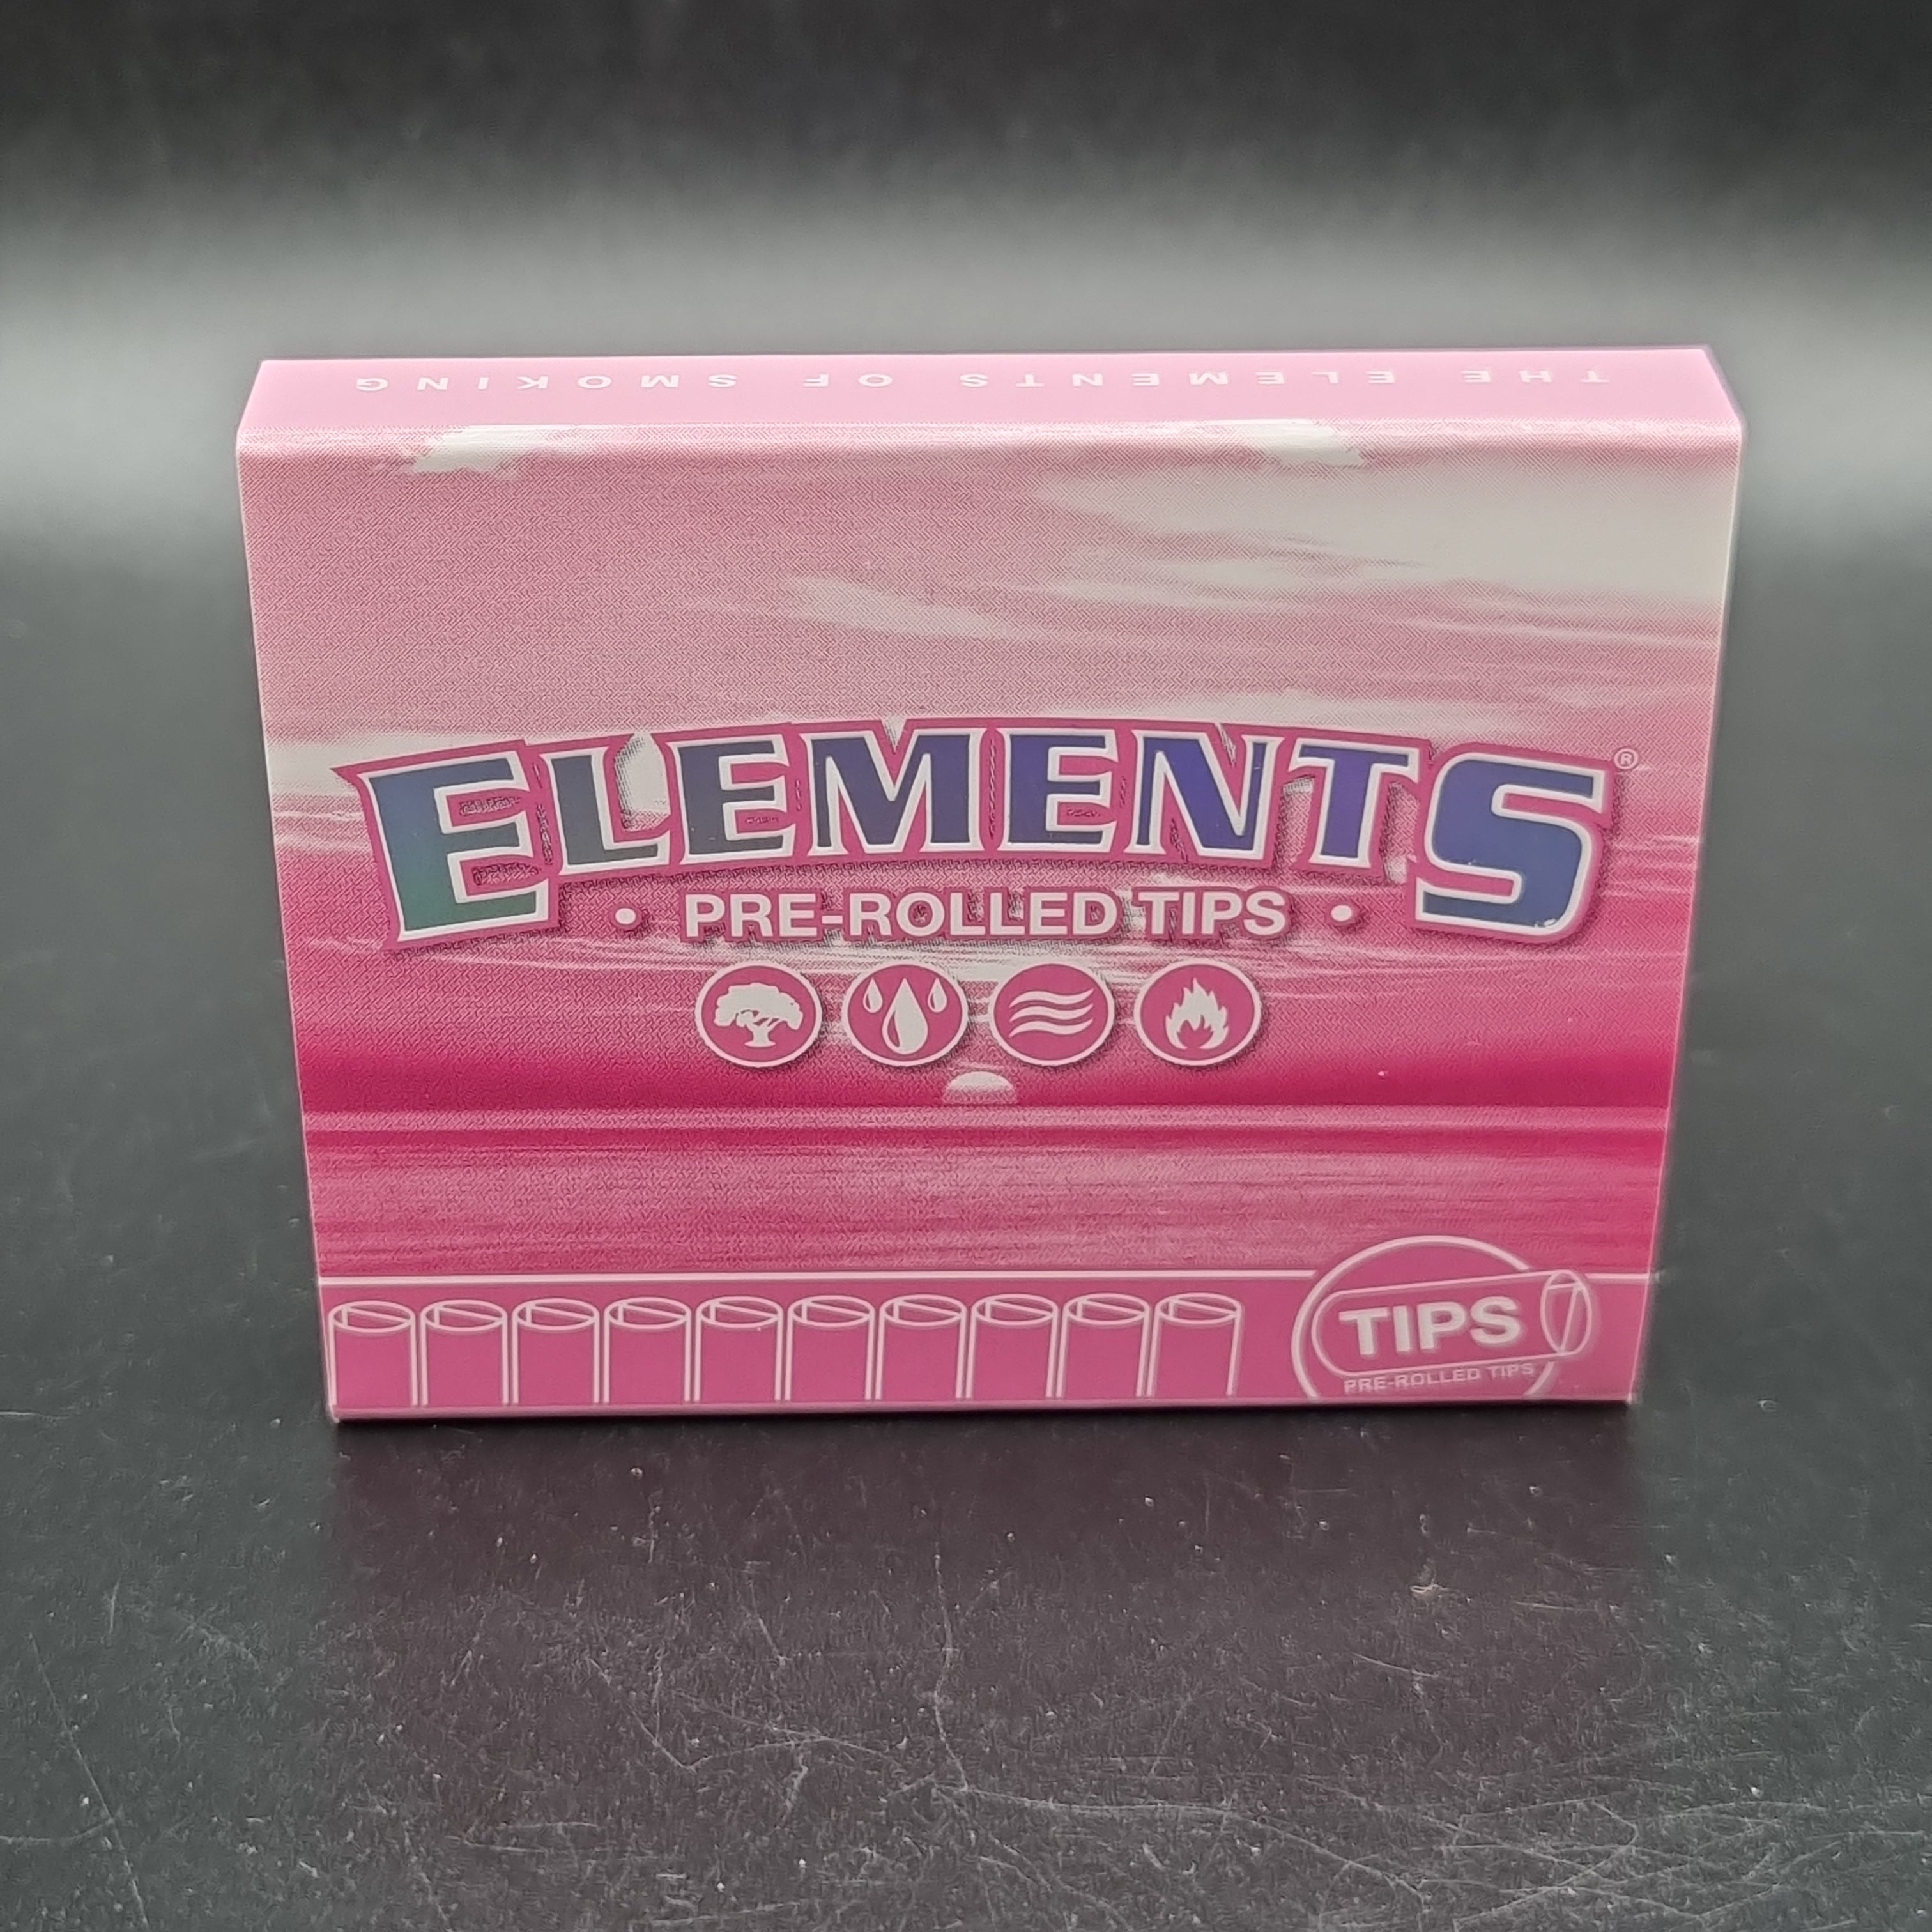 THE ELEMENTS OF SMOKING
ELEMENTS®
• PRE-ROLLED TIPS •
TIPS
PRE-ROLLED TIPS